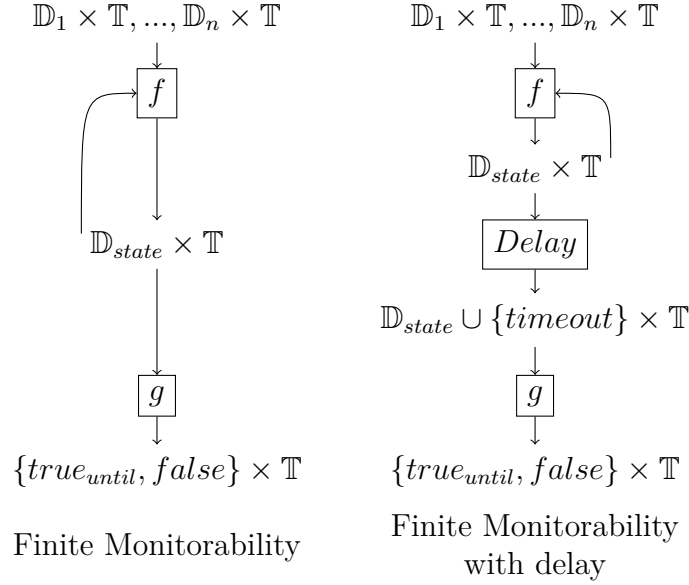 𝔻₁ × 𝕋, ..., 𝔻ₙ × 𝕋
f
𝔻_state × 𝕋
g
{true_until, false} × 𝕋
Finite Monitorability
𝔻₁ × 𝕋, ..., 𝔻ₙ × 𝕋
f
𝔻_state × 𝕋
Delay
𝔻_state ∪ {timeout} × 𝕋
g
{true_until, false} × 𝕋
Finite Monitorability
with delay